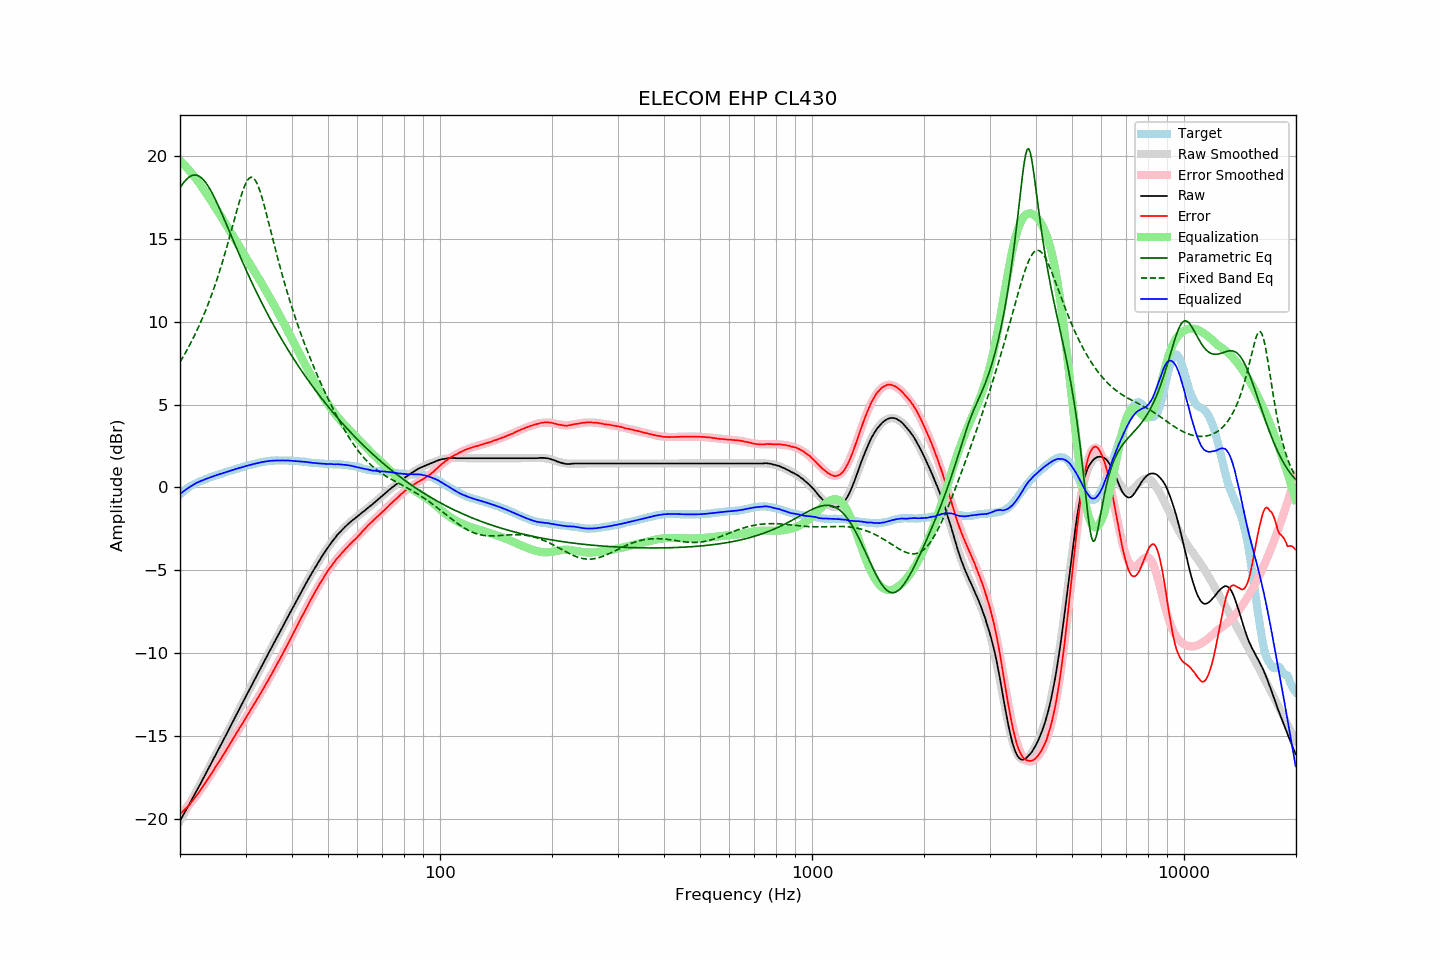 ELECOM EHP CL430
Target
Raw Smoothed
Error Smoothed
Raw
Error
Equalization
Parametric Eq
Fixed Band Eq
Equalized
20
15
10
5
0
−5
−10
−15
−20
Amplitude (dBr)
100
1000
10000
Frequency (Hz)